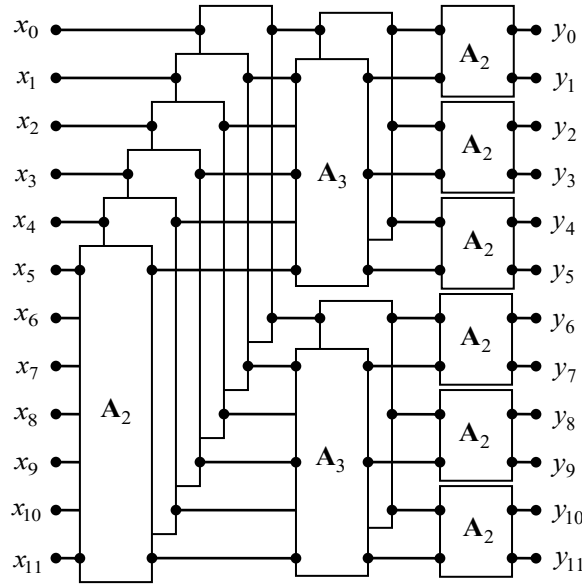 x0 A2 y0
x1 y1
x2 A2 y2
x3 A3 y3
x4 A2 y4
x5 y5
x6 A2 y6
x7 y7
x8 A2 A2 y8
x9 A3 y9
x10 A2 y10
x11 y11